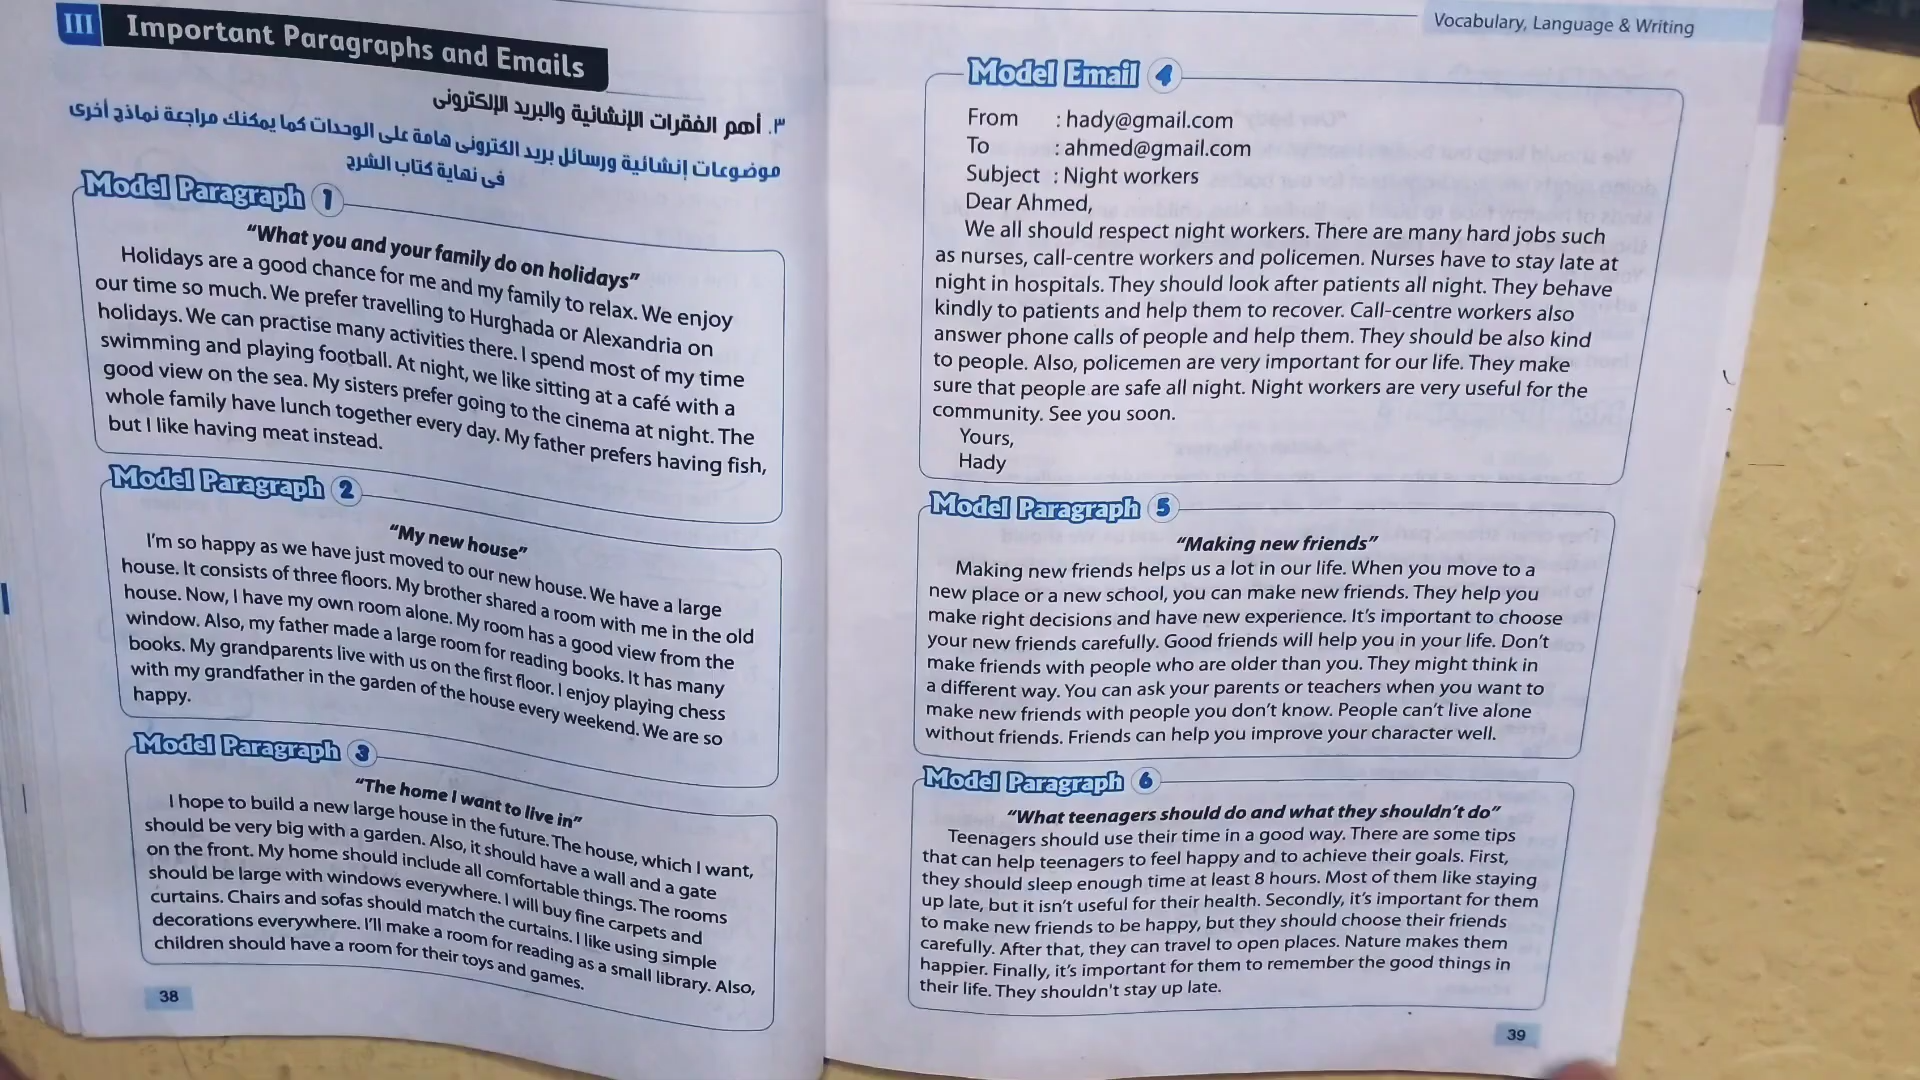 III Important Paragraphs and Emails
٣. أهم الفقرات الإنشائية والبريد الإلكترونى
موضوعات إنشائية ورسائل بريد الكترونى هامة على الوحدات كما يمكنك مراجعة نماذج أخرى
فى نهاية كتاب الشرح
Model Paragraph 1
“What you and your family do on holidays”
Holidays are a good chance for me and my family to relax. We enjoy
our time so much. We prefer travelling to Hurghada or Alexandria on
holidays. We can practise many activities there. I spend most of my time
swimming and playing football. At night, we like sitting at a café with a
good view on the sea. My sisters prefer going to the cinema at night. The
whole family have lunch together every day. My father prefers having fish,
but I like having meat instead.
Model Paragraph 2
“My new house”
I’m so happy as we have just moved to our new house. We have a large
house. It consists of three floors. My brother shared a room with me in the old
house. Now, I have my own room alone. My room has a good view from the
window. Also, my father made a large room for reading books. It has many
books. My grandparents live with us on the first floor. I enjoy playing chess
with my grandfather in the garden of the house every weekend. We are so
happy.
Model Paragraph 3
“The home I want to live in”
I hope to build a new large house in the future. The house, which I want,
should be very big with a garden. Also, it should have a wall and a gate
on the front. My home should include all comfortable things. The rooms
should be large with windows everywhere. I will buy fine carpets and
curtains. Chairs and sofas should match the curtains. I like using simple
decorations everywhere. I’ll make a room for reading as a small library. Also,
children should have a room for their toys and games.
38
Vocabulary, Language & Writing
Model Email 4
From : hady@gmail.com
To : ahmed@gmail.com
Subject : Night workers
Dear Ahmed,
We all should respect night workers. There are many hard jobs such
as nurses, call-centre workers and policemen. Nurses have to stay late at
night in hospitals. They should look after patients all night. They behave
kindly to patients and help them to recover. Call-centre workers also
answer phone calls of people and help them. They should be also kind
to people. Also, policemen are very important for our life. They make
sure that people are safe all night. Night workers are very useful for the
community. See you soon.
Yours,
Hady
Model Paragraph 5
“Making new friends”
Making new friends helps us a lot in our life. When you move to a
new place or a new school, you can make new friends. They help you
make right decisions and have new experience. It’s important to choose
your new friends carefully. Good friends will help you in your life. Don’t
make friends with people who are older than you. They might think in
a different way. You can ask your parents or teachers when you want to
make new friends with people you don’t know. People can’t live alone
without friends. Friends can help you improve your character well.
Model Paragraph 6
“What teenagers should do and what they shouldn’t do”
Teenagers should use their time in a good way. There are some tips
that can help teenagers to feel happy and to achieve their goals. First,
they should sleep enough time at least 8 hours. Most of them like staying
up late, but it isn’t useful for their health. Secondly, it’s important for them
to make new friends to be happy, but they should choose their friends
carefully. After that, they can travel to open places. Nature makes them
happier. Finally, it’s important for them to remember the good things in
their life. They shouldn't stay up late.
39